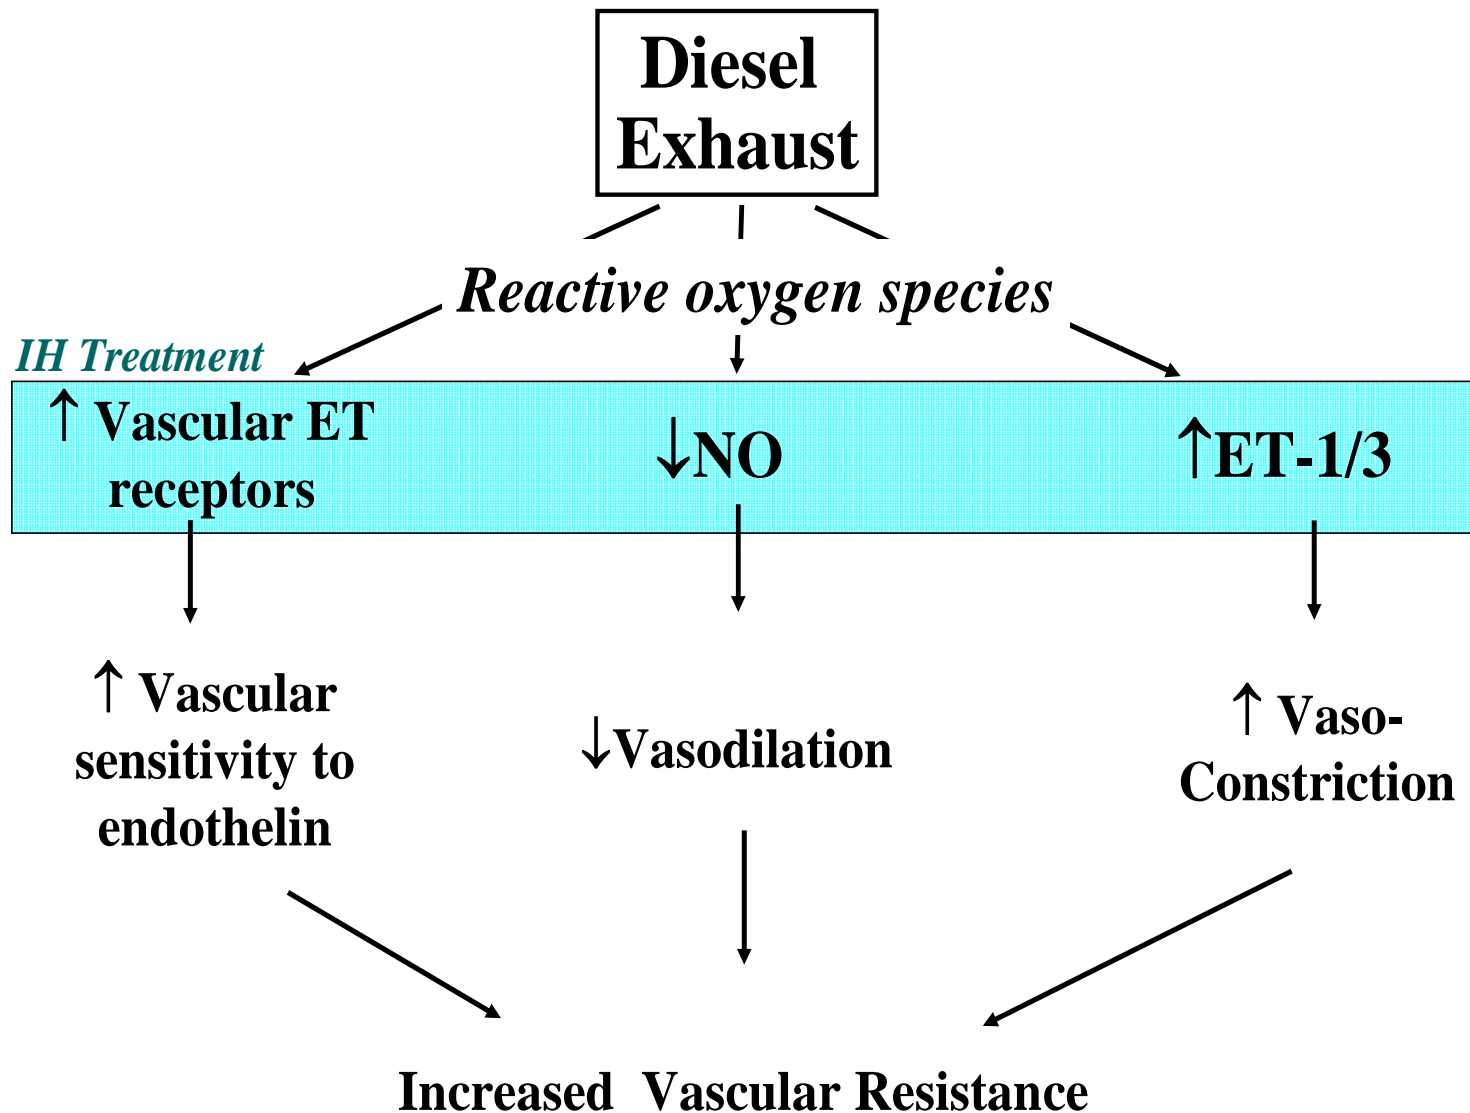 Diesel
Exhaust
Reactive oxygen species
IH Treatment
↑ Vascular ET
receptors
↓NO
↑ET-1/3
↑ Vascular
sensitivity to
endothelin
↓Vasodilation
↑ Vaso-
Constriction
Increased Vascular Resistance